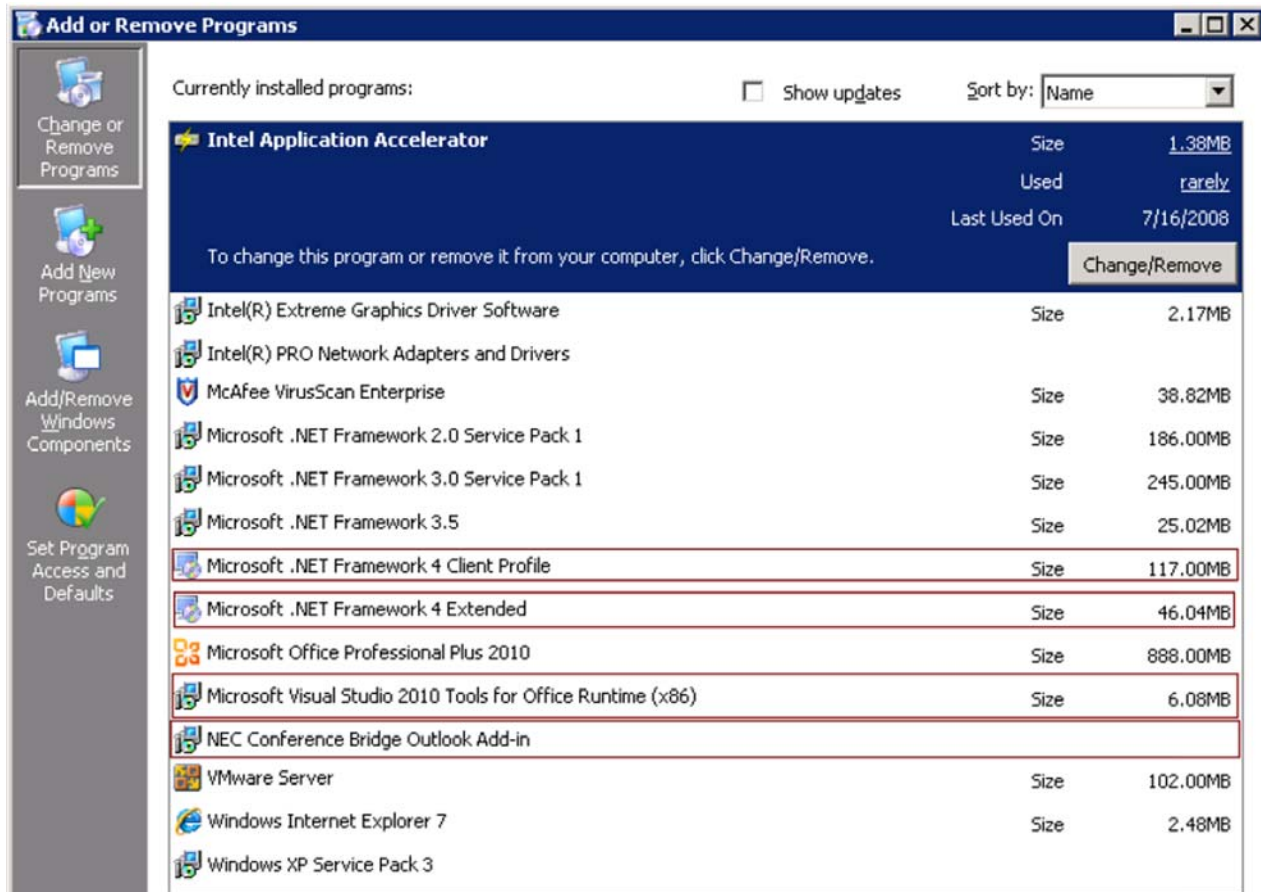 Add or Remove Programs
Change or
Remove
Programs
Add New
Programs
Add/Remove
Windows
Components
Set Program
Access and
Defaults
Currently installed programs:
Show updates
Sort by: Name
Intel Application Accelerator Size 1.38MB
Used rarely
Last Used On 7/16/2008
To change this program or remove it from your computer, click Change/Remove. Change/Remove
Intel(R) Extreme Graphics Driver Software Size 2.17MB
Intel(R) PRO Network Adapters and Drivers
McAfee VirusScan Enterprise Size 38.82MB
Microsoft .NET Framework 2.0 Service Pack 1 Size 186.00MB
Microsoft .NET Framework 3.0 Service Pack 1 Size 245.00MB
Microsoft .NET Framework 3.5 Size 25.02MB
Microsoft .NET Framework 4 Client Profile Size 117.00MB
Microsoft .NET Framework 4 Extended Size 46.04MB
Microsoft Office Professional Plus 2010 Size 888.00MB
Microsoft Visual Studio 2010 Tools for Office Runtime (x86) Size 6.08MB
NEC Conference Bridge Outlook Add-in
VMware Server Size 102.00MB
Windows Internet Explorer 7 Size 2.48MB
Windows XP Service Pack 3